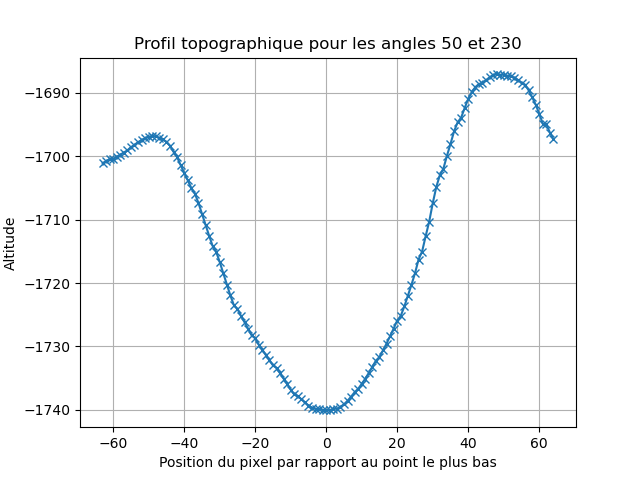 Profil topographique pour les angles 50 et 230
Altitude
−1690
−1700
−1710
−1720
−1730
−1740
−60 −40 −20 0 20 40 60
Position du pixel par rapport au point le plus bas